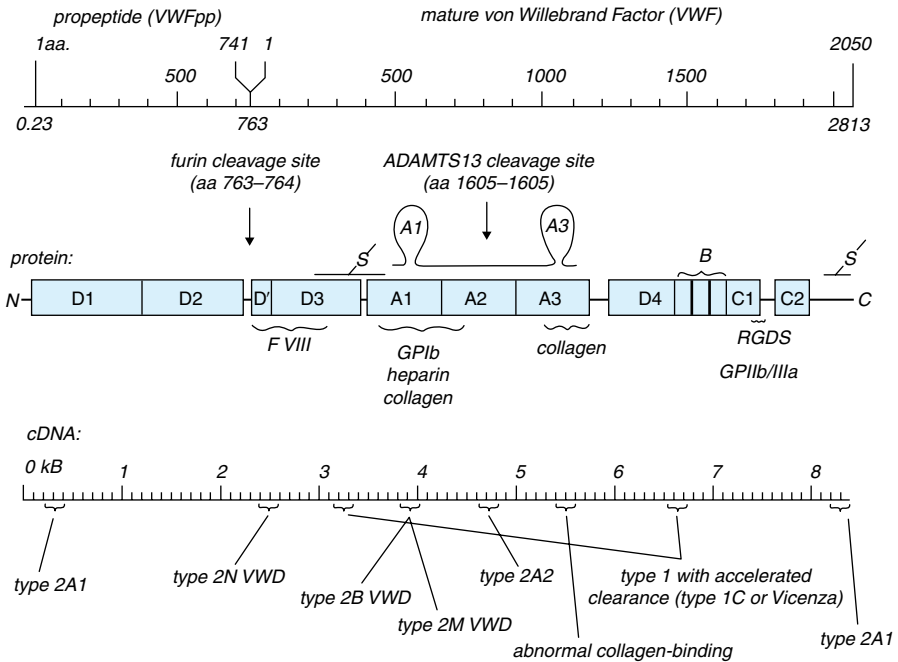 propeptide (VWFpp)
mature von Willebrand Factor (VWF)
1aa.
741
1
2050
500
500
1000
1500
0.23
763
2813
furin cleavage site
(aa 763–764)
ADAMTS13 cleavage site
(aa 1605–1605)
A1
A3
protein:
S
B
S
N
D1
D2
D′
D3
A1
A2
A3
D4
C1
C2
C
F VIII
GPIb
heparin
collagen
collagen
RGDS
GPIIb/IIIa
cDNA:
0 kB
1
2
3
4
5
6
7
8
type 2A1
type 2N VWD
type 2B VWD
type 2M VWD
type 2A2
abnormal collagen-binding
type 1 with accelerated
clearance (type 1C or Vicenza)
type 2A1